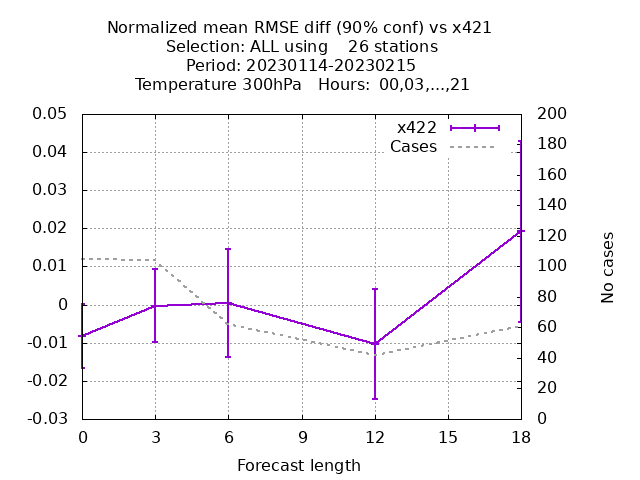 Normalized mean RMSE diff (90% conf) vs x421
Selection: ALL using 26 stations
Period: 20230114-20230215
Temperature 300hPa Hours: 00,03,...,21
0.05
0.04
0.03
0.02
0.01
0
-0.01
-0.02
-0.03
x422
Cases
200
180
160
140
120
100
80
60
40
20
0
No cases
0 3 6 9 12 15 18
Forecast length